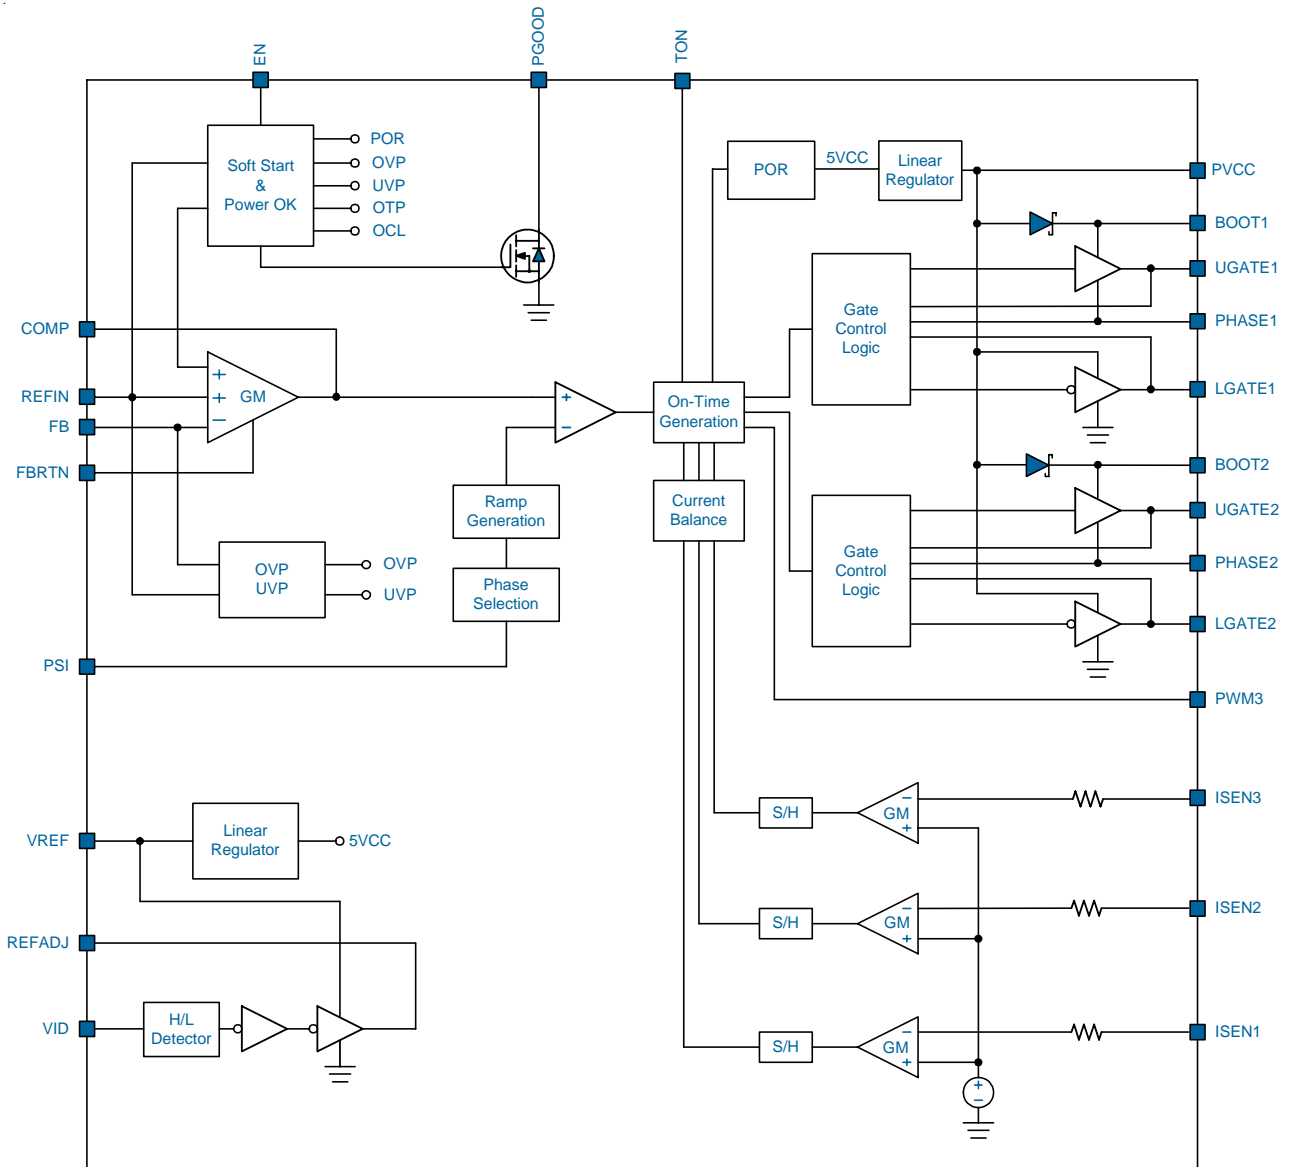 EN
PGOOD
TON
Soft Start
&
Power OK
POR
OVP
UVP
OTP
OCL
POR
5VCC
Linear
Regulator
PVCC
BOOT1
UGATE1
PHASE1
LGATE1
Gate
Control
Logic
COMP
REFIN
FB
FBRTN
+
+
−
GM
+
−
On-Time
Generation
Current
Balance
Ramp
Generation
Phase
Selection
OVP
UVP
OVP
UVP
PSI
BOOT2
UGATE2
PHASE2
LGATE2
Gate
Control
Logic
PWM3
VREF
Linear
Regulator
5VCC
REFADJ
VID
H/L
Detector
S/H
GM
−
+
ISEN3
S/H
GM
−
+
ISEN2
S/H
GM
−
+
ISEN1
+
−